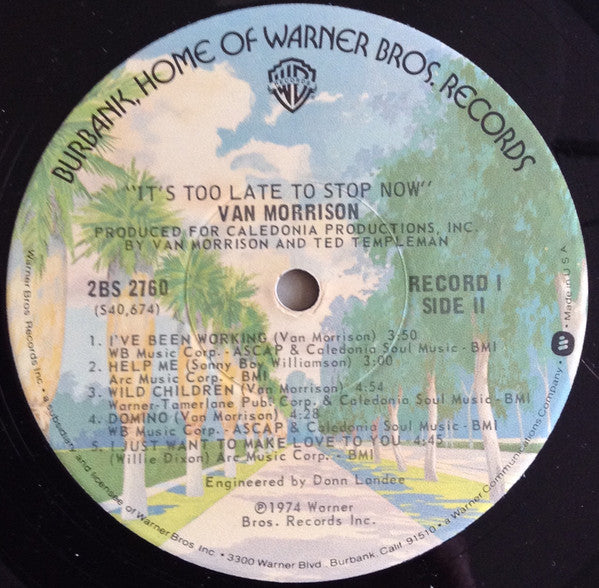 BURBANK, HOME OF WARNER BROS. RECORDS
WB
RECORDS
"IT'S TOO LATE TO STOP NOW"
VAN MORRISON
PRODUCED FOR CALEDONIA PRODUCTIONS, INC.
BY VAN MORRISON AND TED TEMPLEMAN
2BS 2760
(S40,674)
RECORD I
SIDE II
1. I'VE BEEN WORKING (Van Morrison) 3:50
WB Music Corp. - ASCAP & Caledonia Soul Music - BMI
2. HELP ME (Sonny Boy Williamson) 3:00
Arc Music Corp. - BMI
3. WILD CHILDREN (Van Morrison) 4:54
Warner-Tamerlane Pub. Corp. & Caledonia Soul Music - BMI
4. DOMINO (Van Morrison) 4:28
WB Music Corp. - ASCAP & Caledonia Soul Music - BMI
5. I JUST WANT TO MAKE LOVE TO YOU 4:45
(Willie Dixon) Arc Music Corp. - BMI
Engineered by Donn Landee
℗1974 Warner
Bros. Records Inc.
Warner Bros. Records Inc. • a subsidiary and licensee of Warner Bros. Inc. • 3300 Warner Blvd., Burbank, Calif. 91510 • a Warner Communications Company • Made in U.S.A.